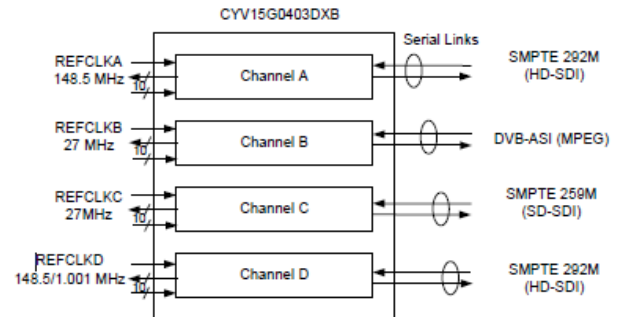 CYV15G0403DXB
Serial Links
REFCLKA
148.5 MHz
10
Channel A
SMPTE 292M
(HD-SDI)
REFCLKB
27 MHz
10
Channel B
DVB-ASI (MPEG)
REFCLKC
27MHz
10
Channel C
SMPTE 259M
(SD-SDI)
REFCLKD
148.5/1.001 MHz
10
Channel D
SMPTE 292M
(HD-SDI)